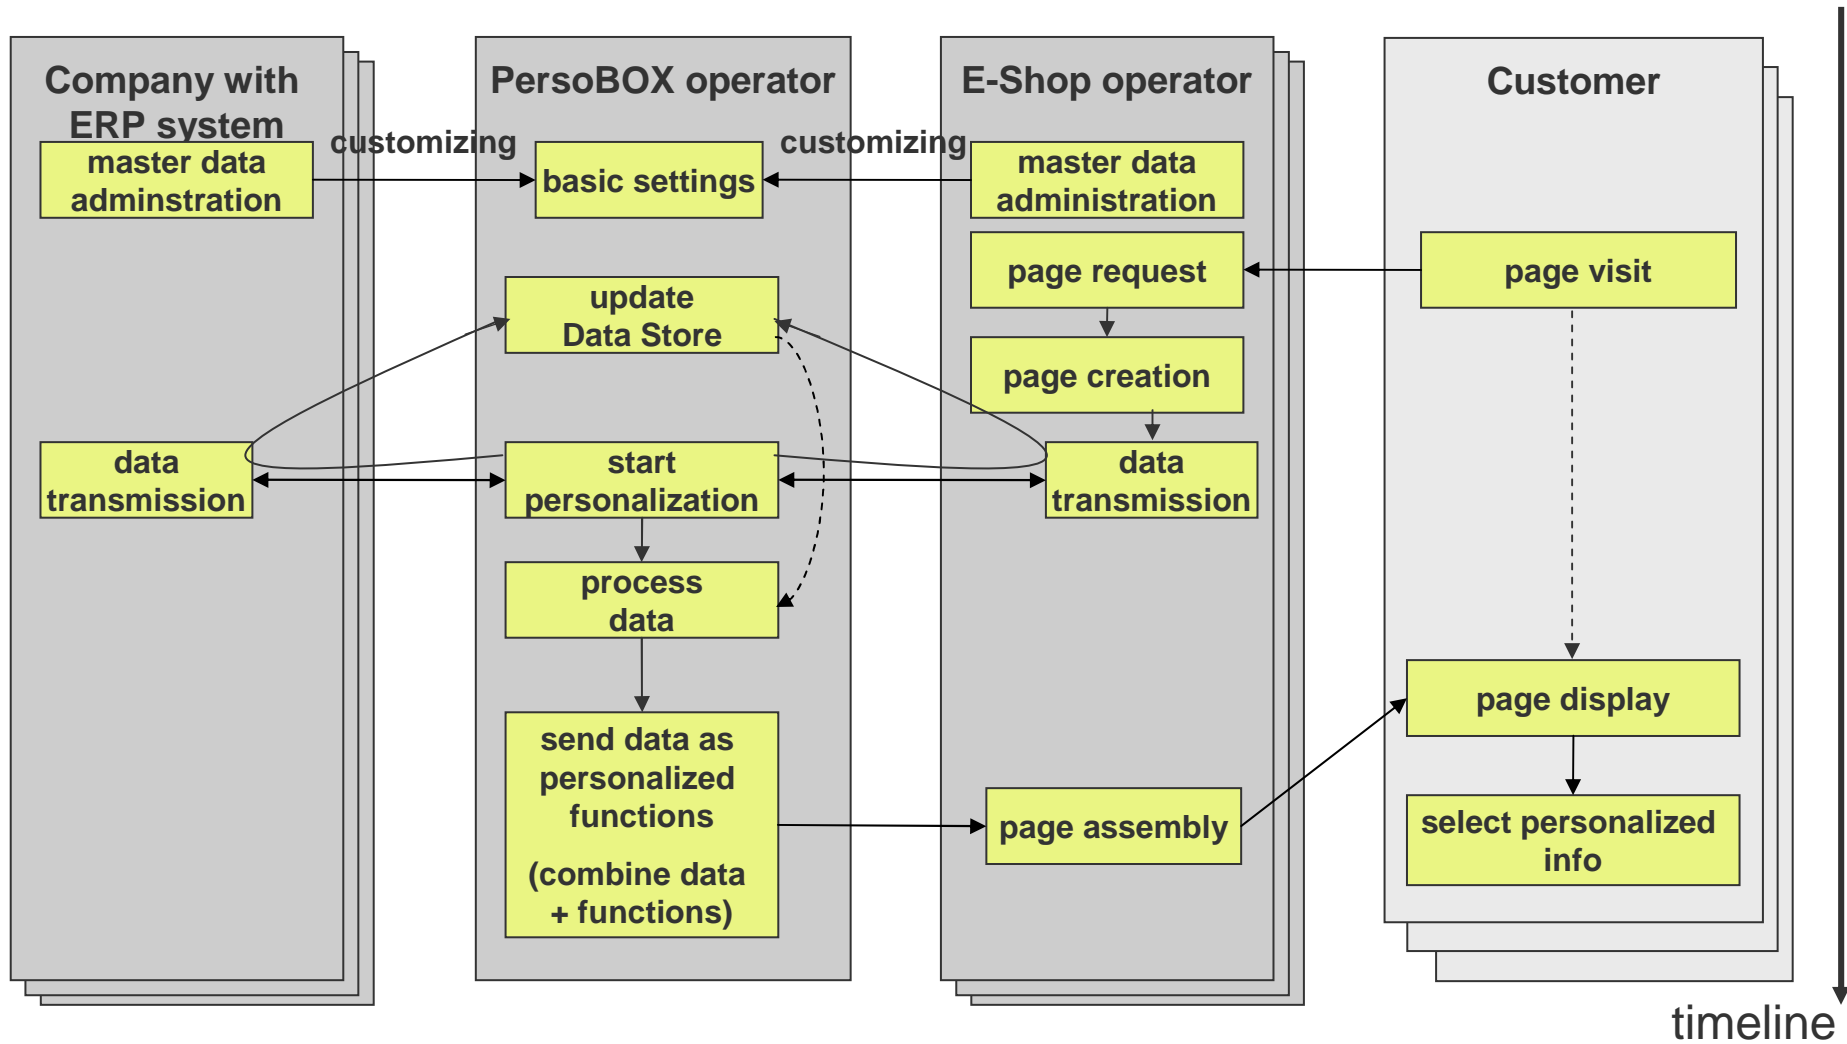 Company with
ERP system
PersoBOX operator
E-Shop operator
Customer
customizing
customizing
master data
adminstration
basic settings
master data
administration
page request
page visit
update
Data Store
page creation
data
transmission
start
personalization
data
transmission
process
data
page display
send data as
personalized
functions
(combine data
+ functions)
page assembly
select personalized
info
timeline